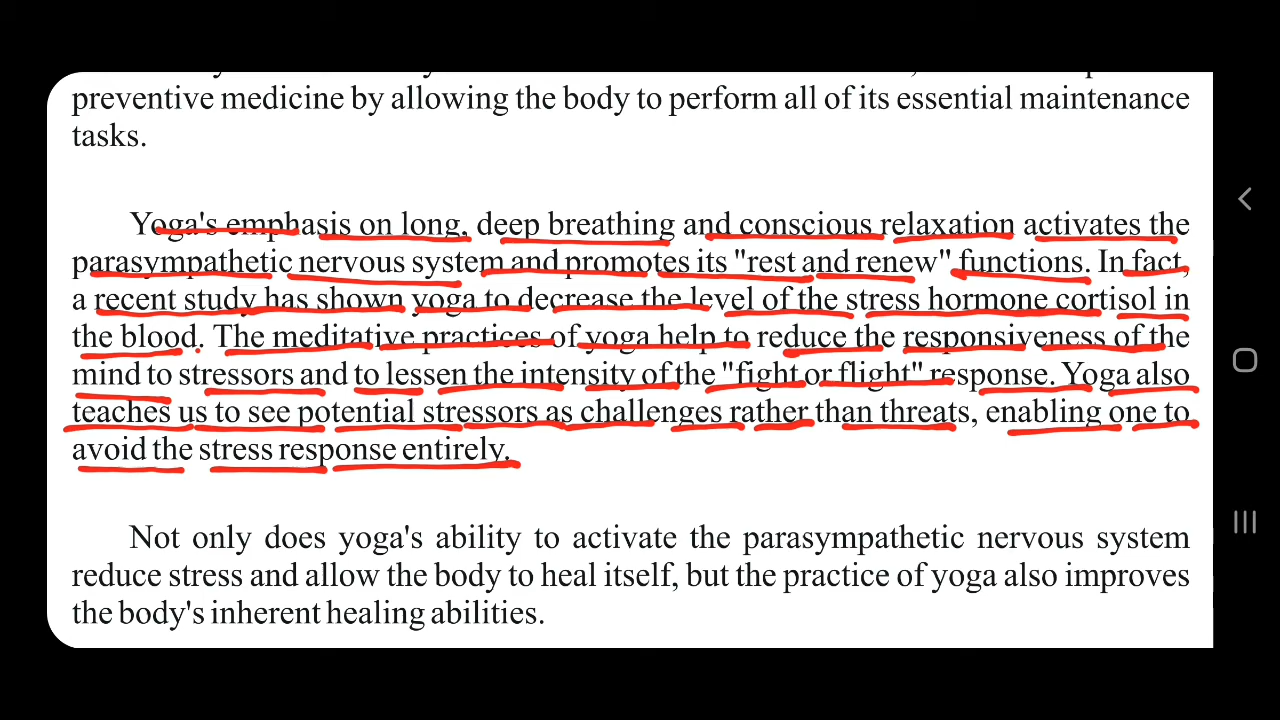 preventive medicine by allowing the body to perform all of its essential maintenance
tasks.
Yoga's emphasis on long, deep breathing and conscious relaxation activates the
parasympathetic nervous system and promotes its "rest and renew" functions. In fact,
a recent study has shown yoga to decrease the level of the stress hormone cortisol in
the blood. The meditative practices of yoga help to reduce the responsiveness of the
mind to stressors and to lessen the intensity of the "fight or flight" response. Yoga also
teaches us to see potential stressors as challenges rather than threats, enabling one to
avoid the stress response entirely.
Not only does yoga's ability to activate the parasympathetic nervous system
reduce stress and allow the body to heal itself, but the practice of yoga also improves
the body's inherent healing abilities.